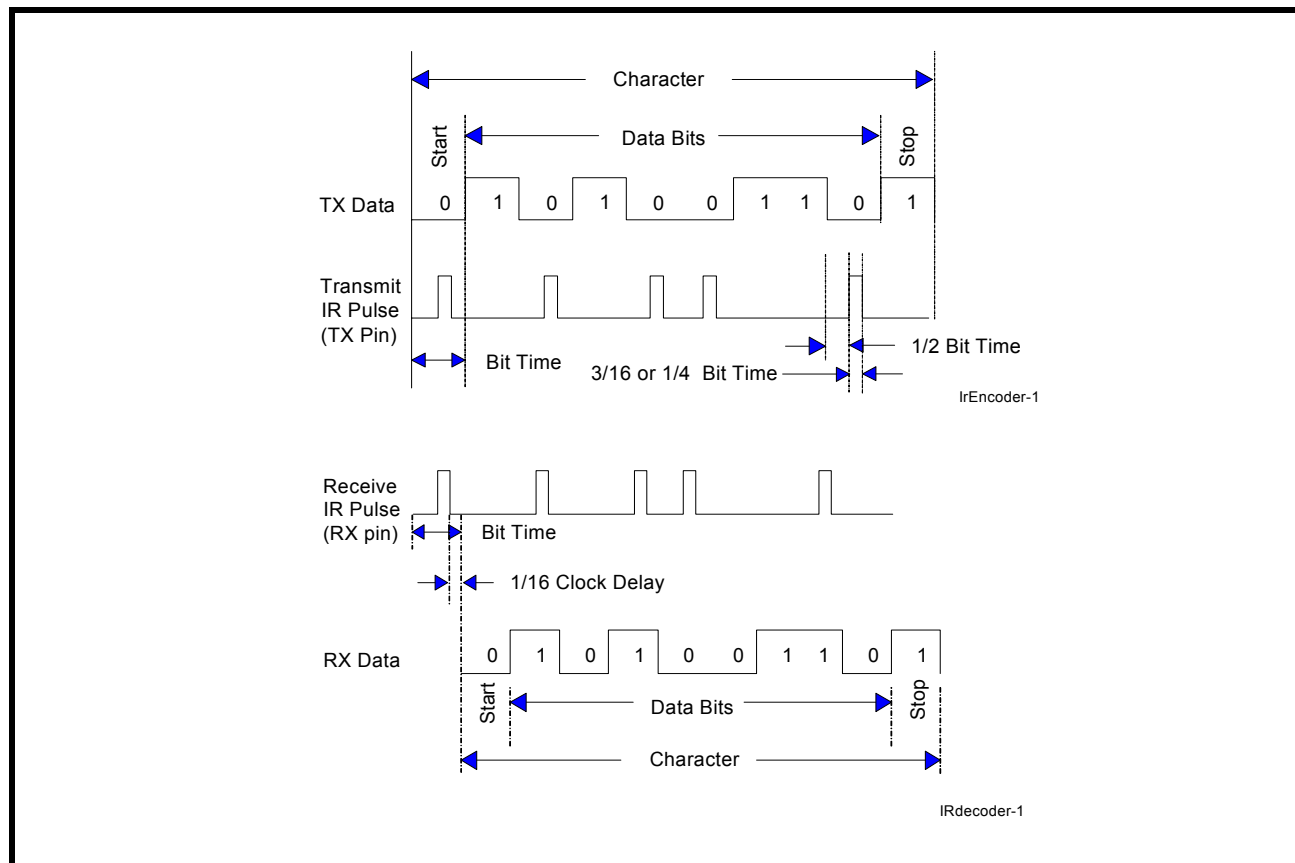 Character
Start
Data Bits
Stop
TX Data
0 1 0 1 0 0 1 1 0 1
Transmit
IR Pulse
(TX Pin)
Bit Time
1/2 Bit Time
3/16 or 1/4 Bit Time
IrEncoder-1
Receive
IR Pulse
(RX pin)
Bit Time
1/16 Clock Delay
RX Data
0 1 0 1 0 0 1 1 0 1
Start
Data Bits
Stop
Character
IRdecoder-1